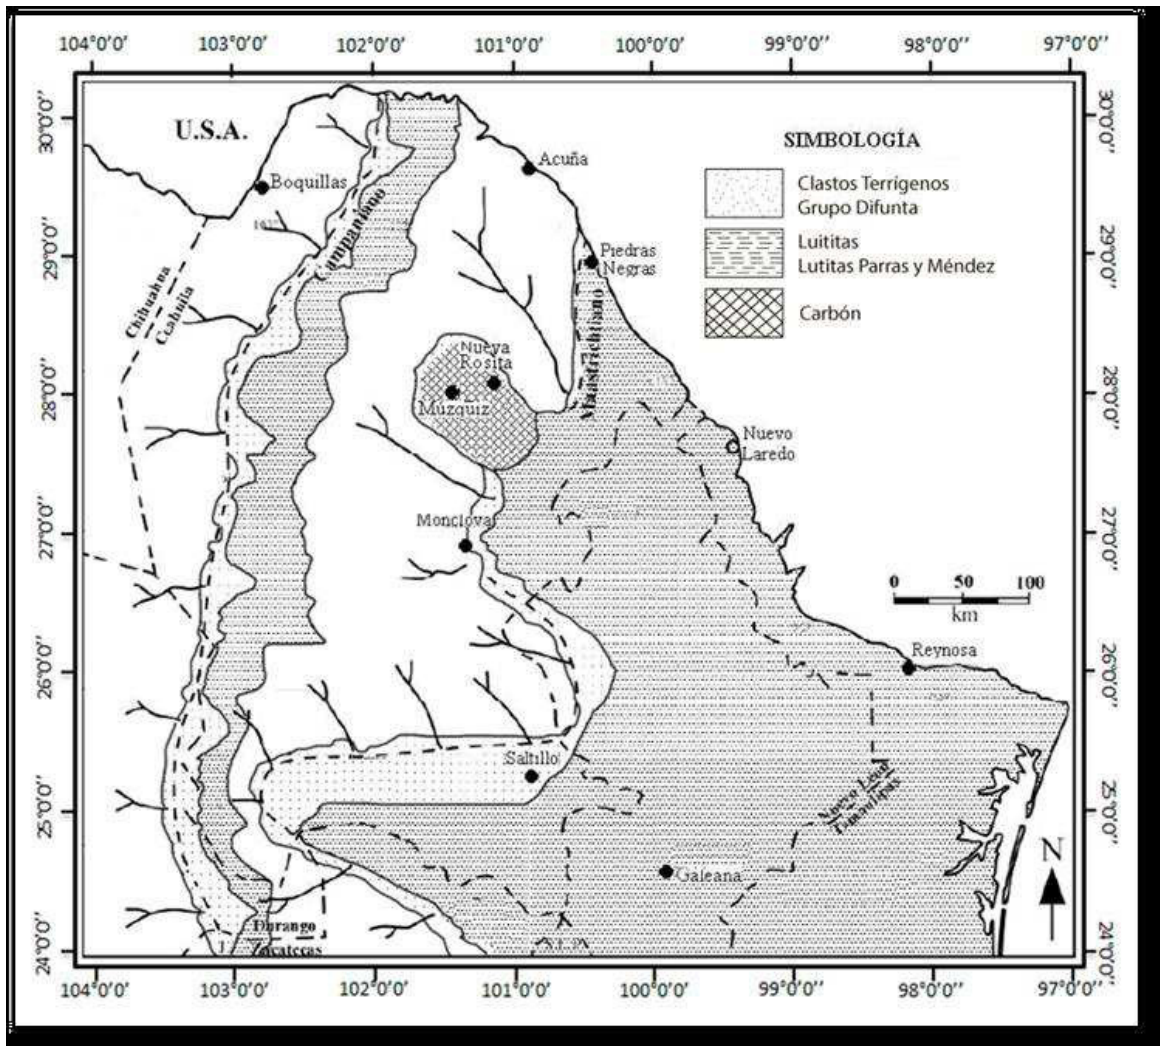 104°0'0'' 103°0'0'' 102°0'0'' 101°0'0'' 100°0'0'' 99°0'0'' 98°0'0'' 97°0'0''
30°0'0''
29°0'0''
28°0'0''
27°0'0''
26°0'0''
25°0'0''
24°0'0''
U.S.A.
Boquillas
Acuña
Campaniano
Chihuahua
Coahuila
Piedras
Negras
Maastrichtiano
Nueva
Rosita
Múzquiz
Nuevo
Laredo
Monclova
Reynosa
Saltillo
Nuevo León
Tamaulipas
Galeana
Durango
Zacatecas
S.L.P.
SIMBOLOGÍA
Clastos Terrígenos
Grupo Difunta
Luititas
Lutitas Parras y Méndez
Carbón
0 50 100
km
N
30°0'0''
29°0'0''
28°0'0''
27°0'0''
26°0'0''
25°0'0''
24°0'0''
104°0'0'' 103°0'0'' 102°0'0'' 101°0'0'' 100°0'0'' 99°0'0'' 98°0'0'' 97°0'0''